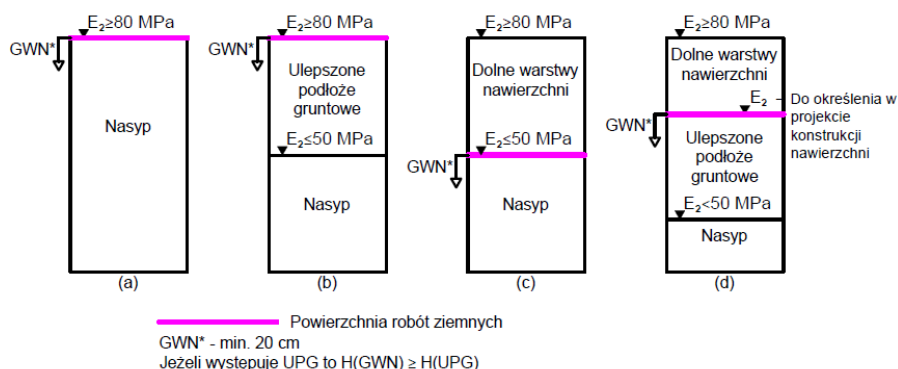 E₂≥80 MPa
GWN*
Nasyp
(a)
E₂≥80 MPa
GWN*
Ulepszone
podłoże
gruntowe
E₂≤50 MPa
Nasyp
(b)
E₂≥80 MPa
Dolne warstwy
nawierzchni
E₂≤50 MPa
GWN*
Nasyp
(c)
E₂≥80 MPa
Dolne warstwy
nawierzchni
E₂ – Do określenia w
projekcie
konstrukcji
nawierzchni
GWN*
Ulepszone
podłoże
gruntowe
E₂<50 MPa
Nasyp
(d)
Powierzchnia robót ziemnych
GWN* - min. 20 cm
Jeżeli występuje UPG to H(GWN) ≥ H(UPG)